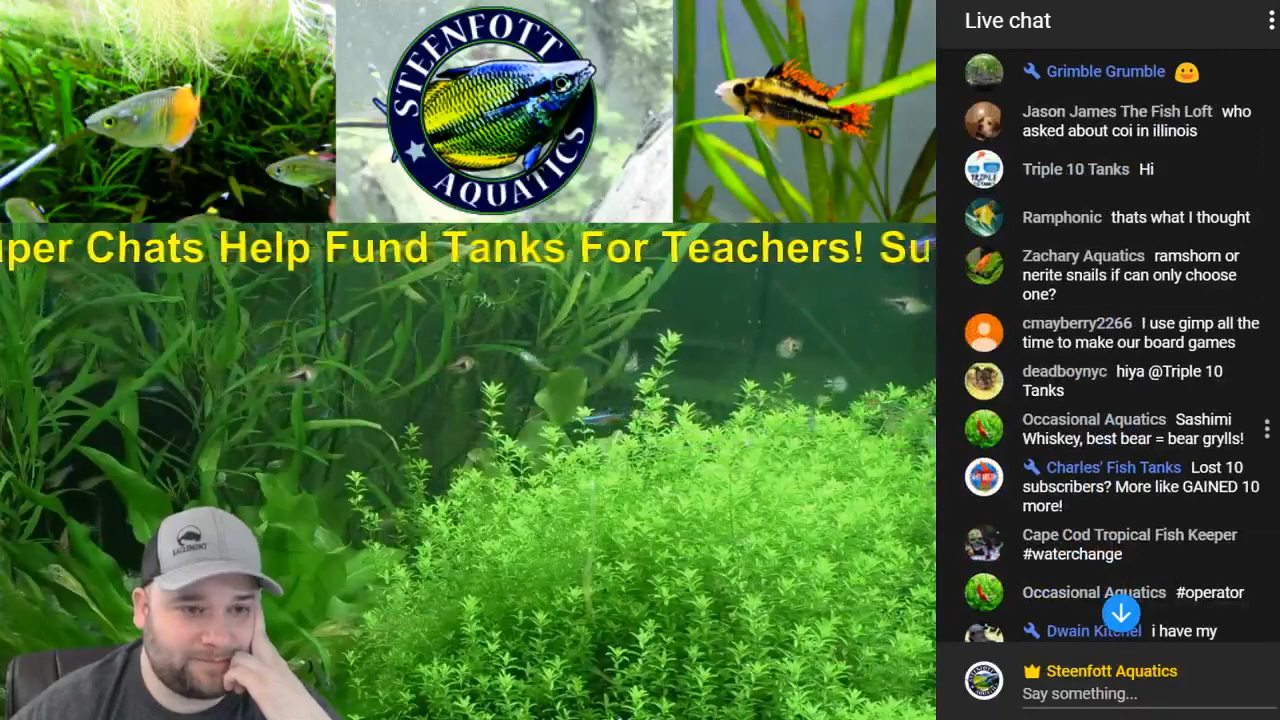 STEENFOTT
AQUATICS
uper Chats Help Fund Tanks For Teachers! Su
EAGLEMONT
Live chat
Grimble Grumble
Jason James The Fish Loft who
asked about coi in illinois
Triple 10 Tanks Hi
Ramphonic thats what I thought
Zachary Aquatics ramshorn or
nerite snails if can only choose
one?
cmayberry2266 I use gimp all the
time to make our board games
deadboynyc hiya @Triple 10
Tanks
Occasional Aquatics Sashimi
Whiskey, best bear = bear grylls!
Charles' Fish Tanks Lost 10
subscribers? More like GAINED 10
more!
Cape Cod Tropical Fish Keeper
#waterchange
Occasional Aquatics #operator
Dwain Kitchel i have my
Steenfott Aquatics
Say something...